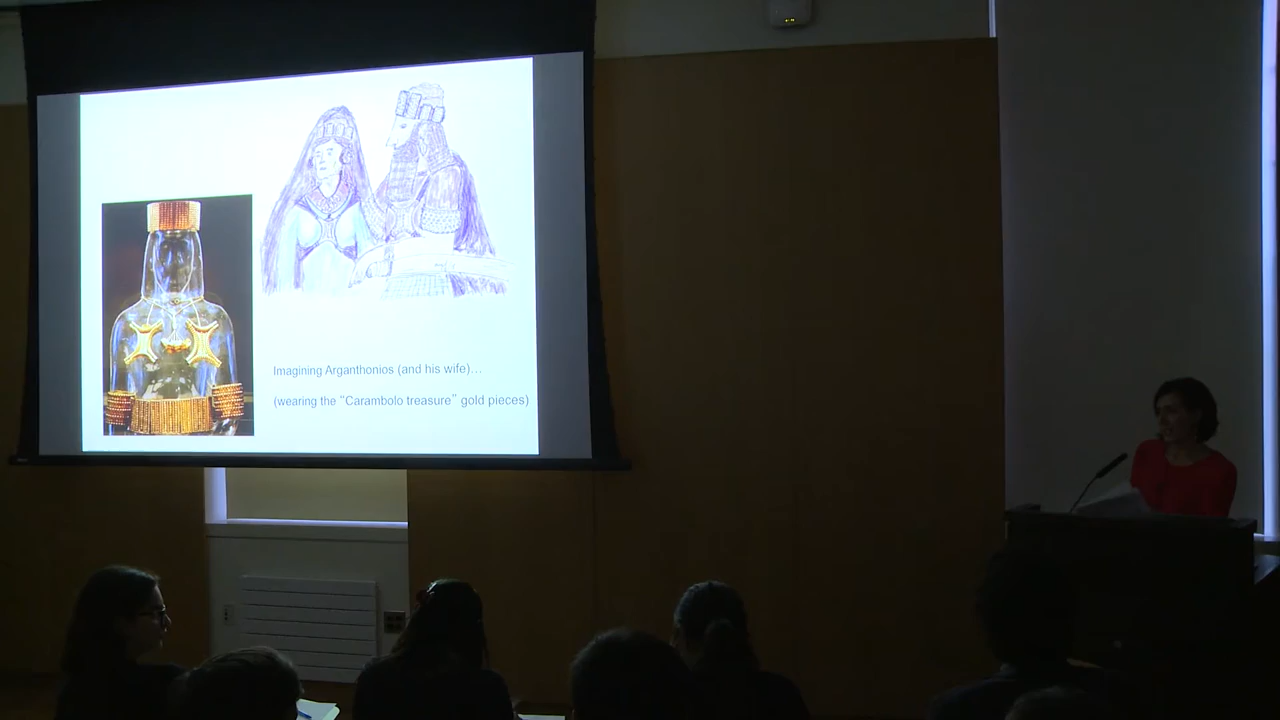 Imagining Arganthonios (and his wife)…
(wearing the “Carambolo treasure” gold pieces)